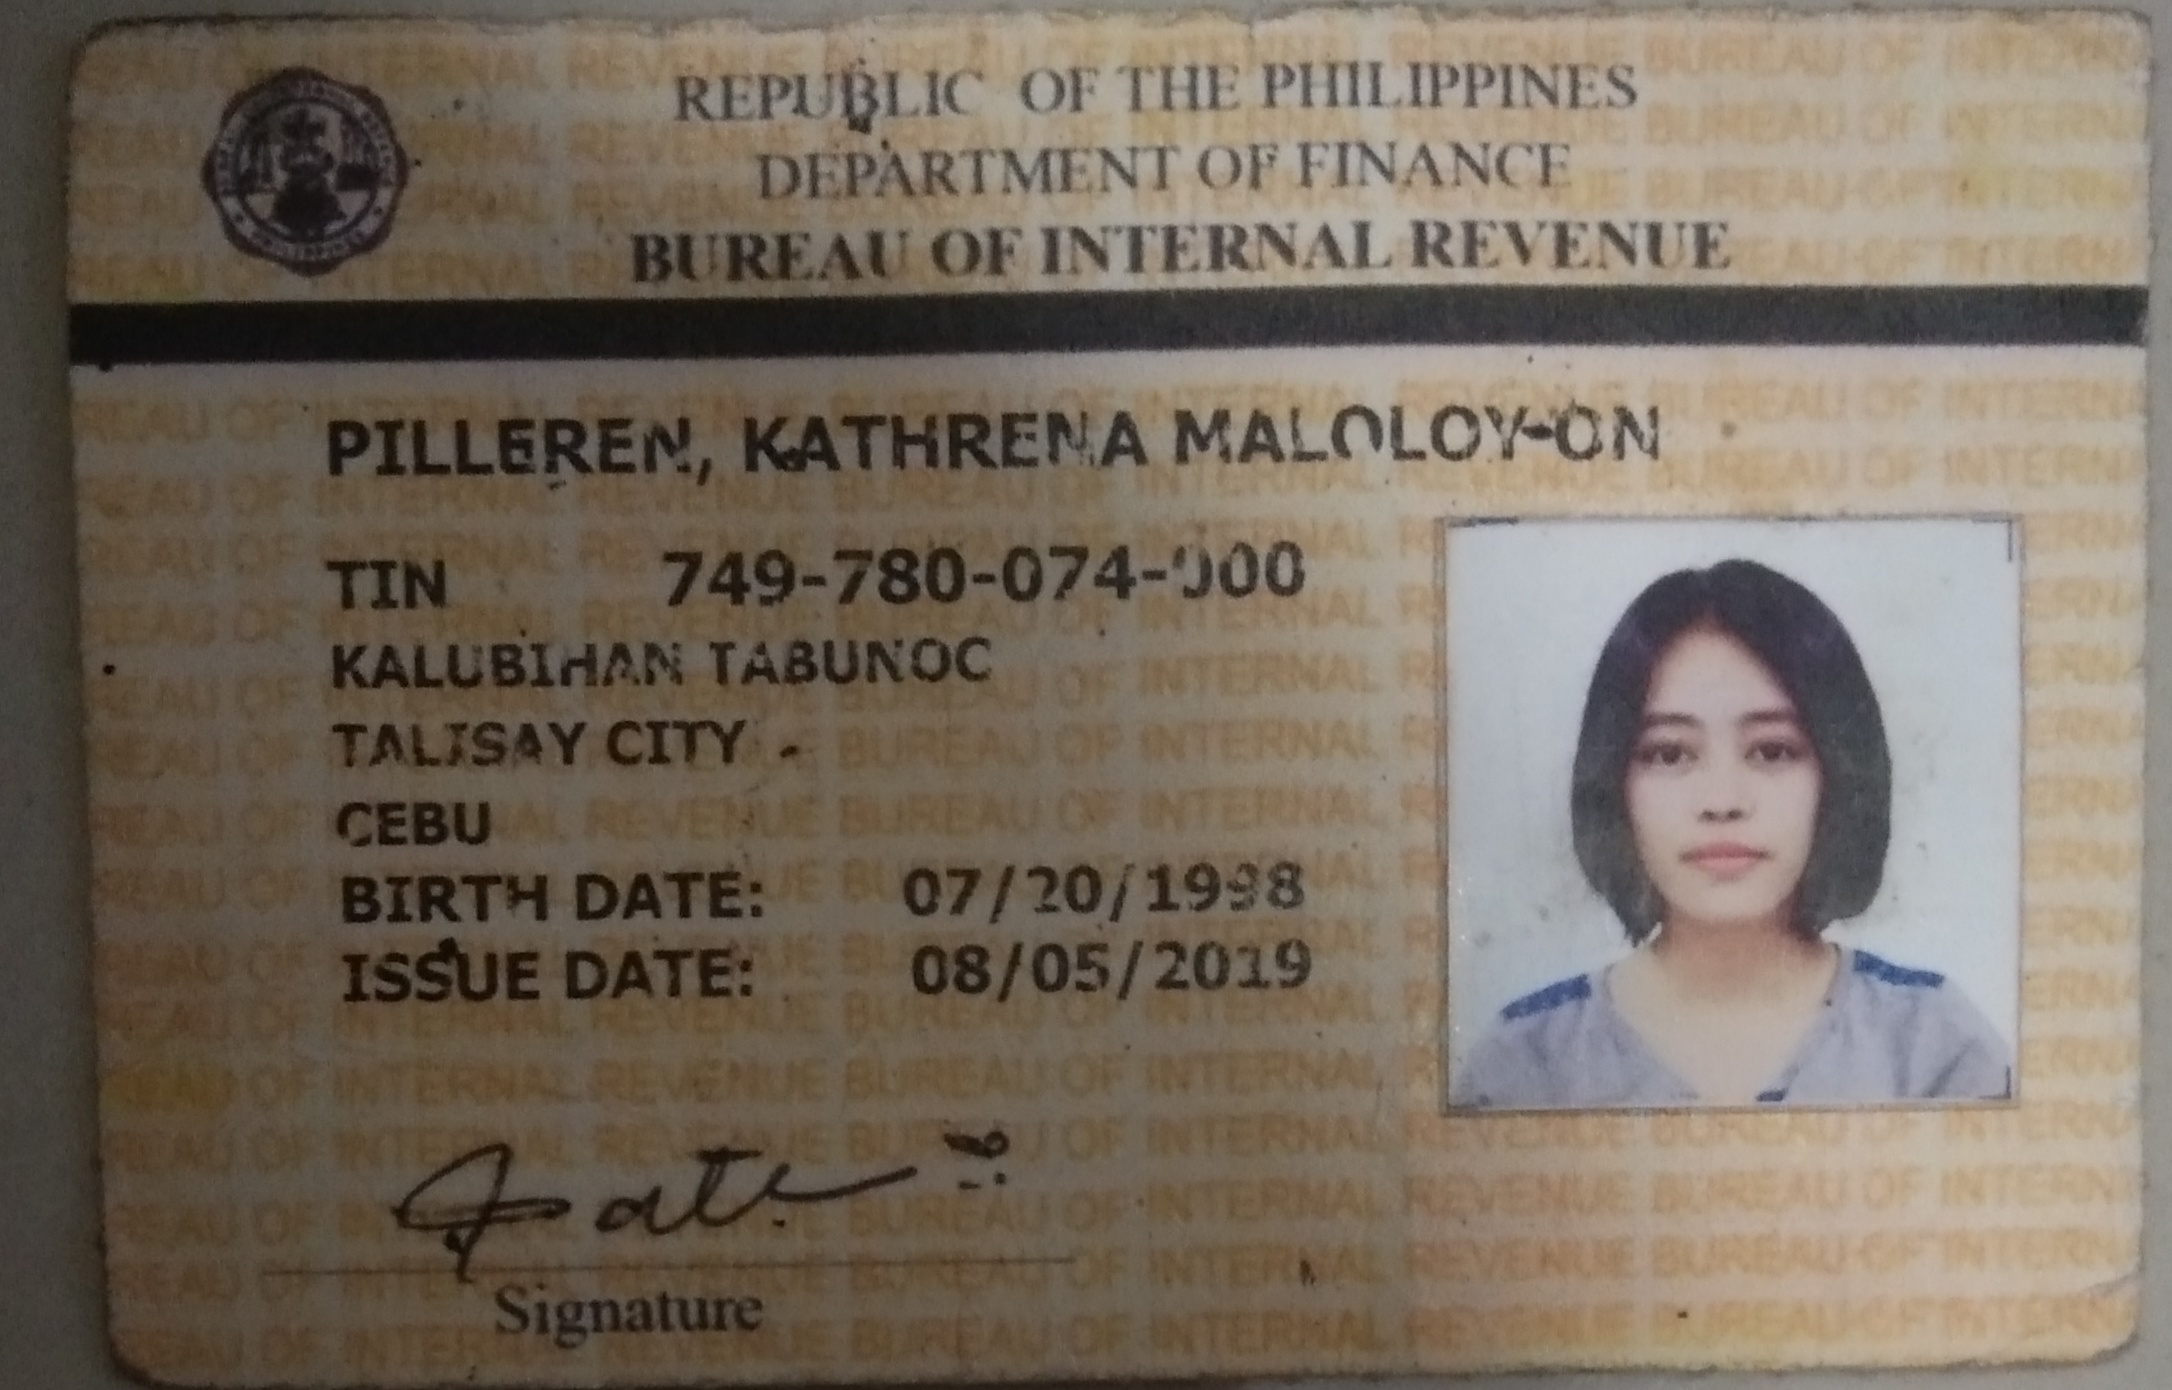 REPUBLIC OF THE PHILIPPINES
DEPARTMENT OF FINANCE
BUREAU OF INTERNAL REVENUE
PILLEREN, KATHRENA MALOLOY-ON
TIN 749-780-074-000
KALUBIHAN TABUNOC
TALISAY CITY
CEBU
BIRTH DATE: 07/20/1998
ISSUE DATE: 08/05/2019
Signature